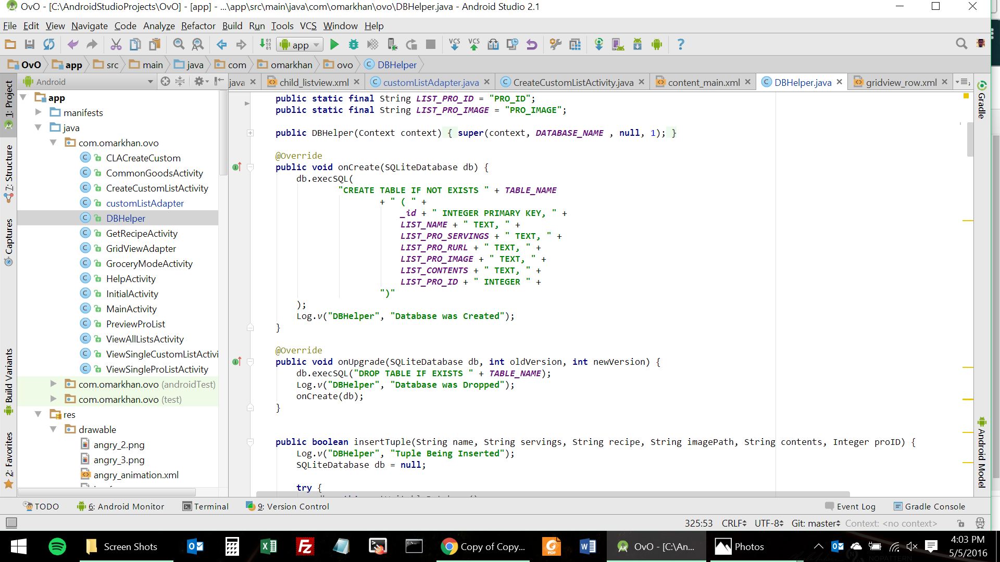 OvO - [C:\AndroidStudioProjects\OvO] - [app] - ...\app\src\main\java\com\omarkhan\ovo\DBHelper.java - Android Studio 2.1
File Edit View Navigate Code Analyze Refactor Build Run Tools VCS Window Help
app VCS VCS ?
OvO app src main java com omarkhan ovo DBHelper
Android
java child_listview.xml customListAdapter.java CreateCustomListActivity.java content_main.xml DBHelper.java gridview_row.xml
1: Project
7: Structure
Captures
Build Variants
2: Favorites
app
manifests
java
com.omarkhan.ovo
CLACreateCustom
CommonGoodsActivity
CreateCustomListActivity
customListAdapter
DBHelper
GetRecipeActivity
GridViewAdapter
GroceryModeActivity
HelpActivity
InitialActivity
MainActivity
PreviewProList
ViewAllListsActivity
ViewSingleCustomListActivi
ViewSingleProListActivity
com.omarkhan.ovo (androidTest)
com.omarkhan.ovo (test)
res
drawable
angry_2.png
angry_3.png
angry_animation.xml
public static final String LIST_PRO_ID = "PRO_ID";
public static final String LIST_PRO_IMAGE = "PRO_IMAGE";
public DBHelper(Context context) { super(context, DATABASE_NAME , null, 1); }
@Override
public void onCreate(SQLiteDatabase db) {
db.execSQL(
"CREATE TABLE IF NOT EXISTS " + TABLE_NAME
+ " ( " +
_id + " INTEGER PRIMARY KEY, " +
LIST_NAME + " TEXT, " +
LIST_PRO_SERVINGS + " TEXT, " +
LIST_PRO_RURL + " TEXT, " +
LIST_PRO_IMAGE + " TEXT, " +
LIST_CONTENTS + " TEXT, " +
LIST_PRO_ID + " INTEGER " +
")"
);
Log.v("DBHelper", "Database was Created");
}
@Override
public void onUpgrade(SQLiteDatabase db, int oldVersion, int newVersion) {
db.execSQL("DROP TABLE IF EXISTS " + TABLE_NAME);
Log.v("DBHelper", "Database was Dropped");
onCreate(db);
}
public boolean insertTuple(String name, String servings, String recipe, String imagePath, String contents, Integer proID) {
Log.v("DBHelper", "Tuple Being Inserted");
SQLiteDatabase db = null;
try {
Gradle
Android Model
TODO 6: Android Monitor Terminal 9: Version Control Event Log Gradle Console
325:53 CRLF UTF-8 Git: master Context: <no context>
Screen Shots Copy of Copy... OvO - [C:\An... Photos
4:03 PM
5/5/2016